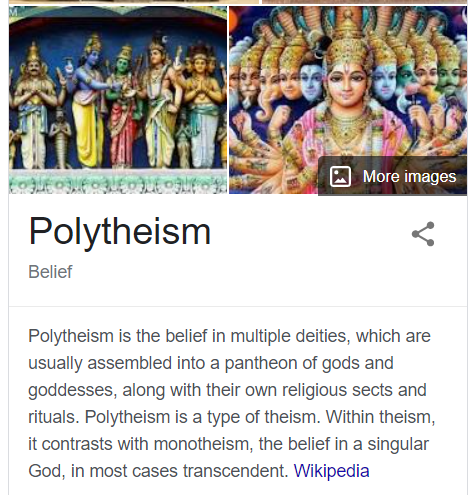 More images
Polytheism
Belief
Polytheism is the belief in multiple deities, which are
usually assembled into a pantheon of gods and
goddesses, along with their own religious sects and
rituals. Polytheism is a type of theism. Within theism,
it contrasts with monotheism, the belief in a singular
God, in most cases transcendent. Wikipedia